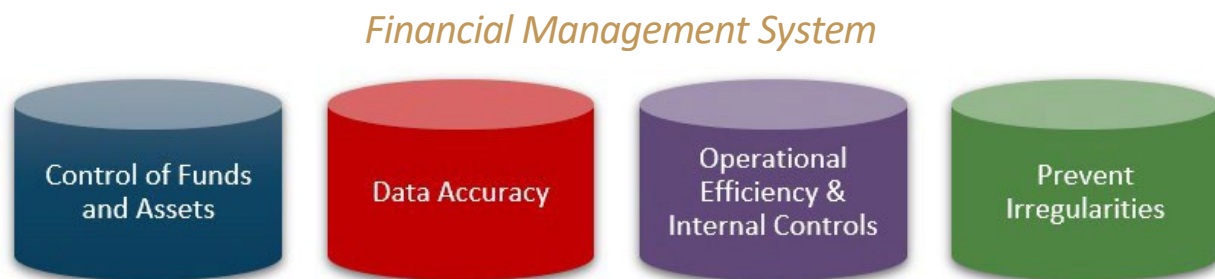 Financial Management System
Control of Funds
and Assets
Data Accuracy
Operational
Efficiency &
Internal Controls
Prevent
Irregularities